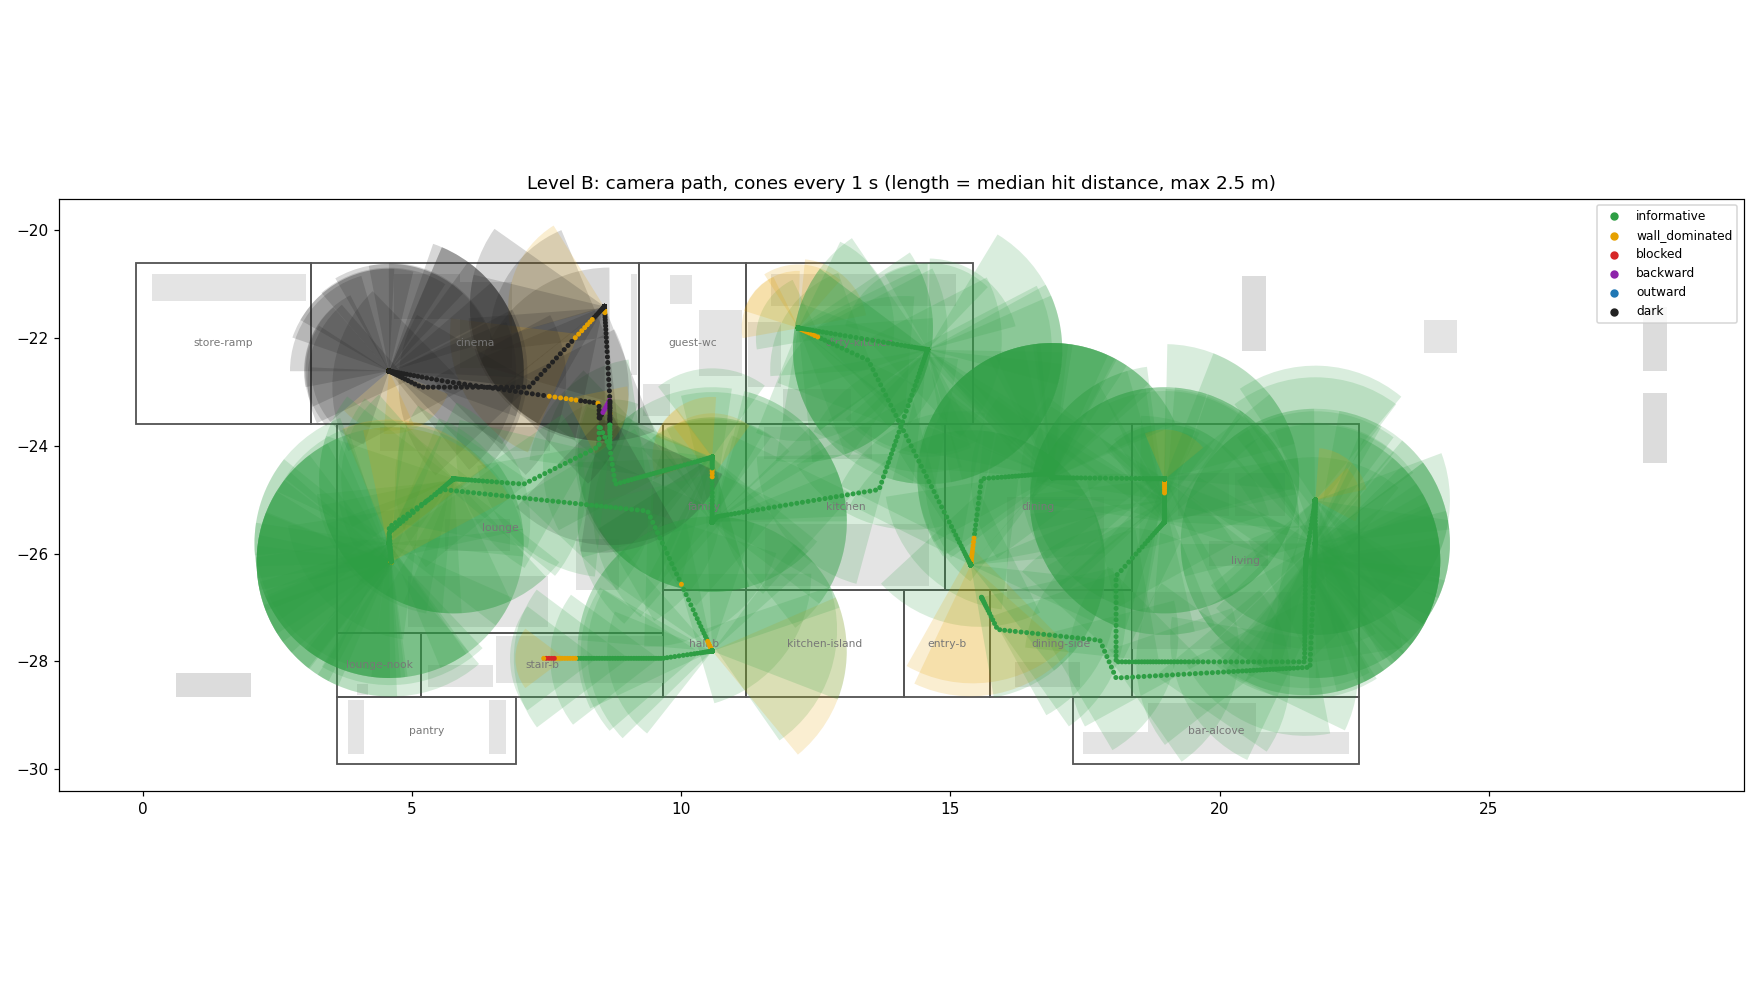 Level B: camera path, cones every 1 s (length = median hit distance, max 2.5 m)
informative
wall_dominated
blocked
backward
outward
dark
−20
−22
−24
−26
−28
−30
store-ramp
cinema
guest-wc
lounge
kitchen
dining
living
lounge-nook
stair-b
hall-b
kitchen-island
entry-b
dining-side
pantry
bar-alcove
0
5
10
15
20
25